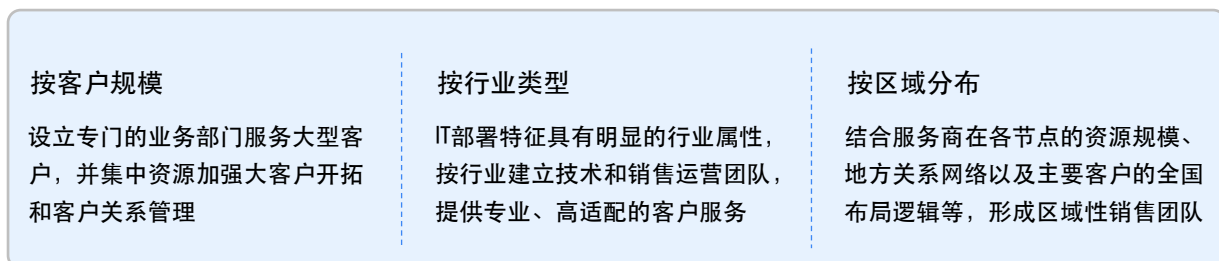 按客户规模
设立专门的业务部门服务大型客
户，并集中资源加强大客户开拓
和客户关系管理
按行业类型
IT部署特征具有明显的行业属性，
按行业建立技术和销售运营团队，
提供专业、高适配的客户服务
按区域分布
结合服务商在各节点的资源规模、
地方关系网络以及主要客户的全国
布局逻辑等，形成区域性销售团队